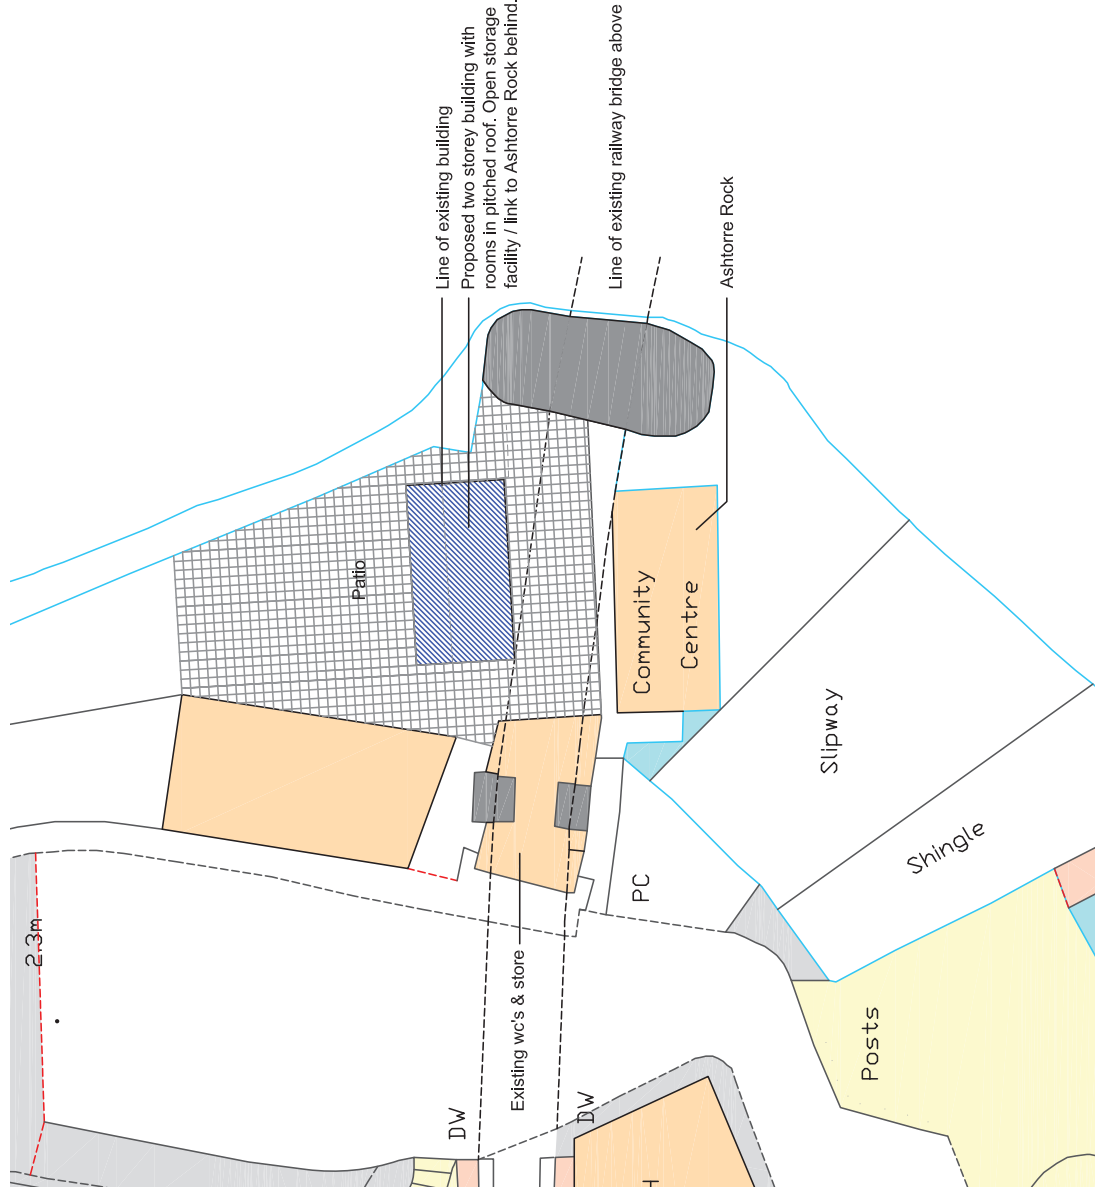 Line of existing building
Proposed two storey building with
rooms in pitched roof. Open storage
facility / link to Ashtorre Rock behind.
Line of existing railway bridge above
Ashtorre Rock
Patio
Community
Centre
Slipway
Shingle
PC
2.3m
Existing wc's & store
Posts
DW
DW
H